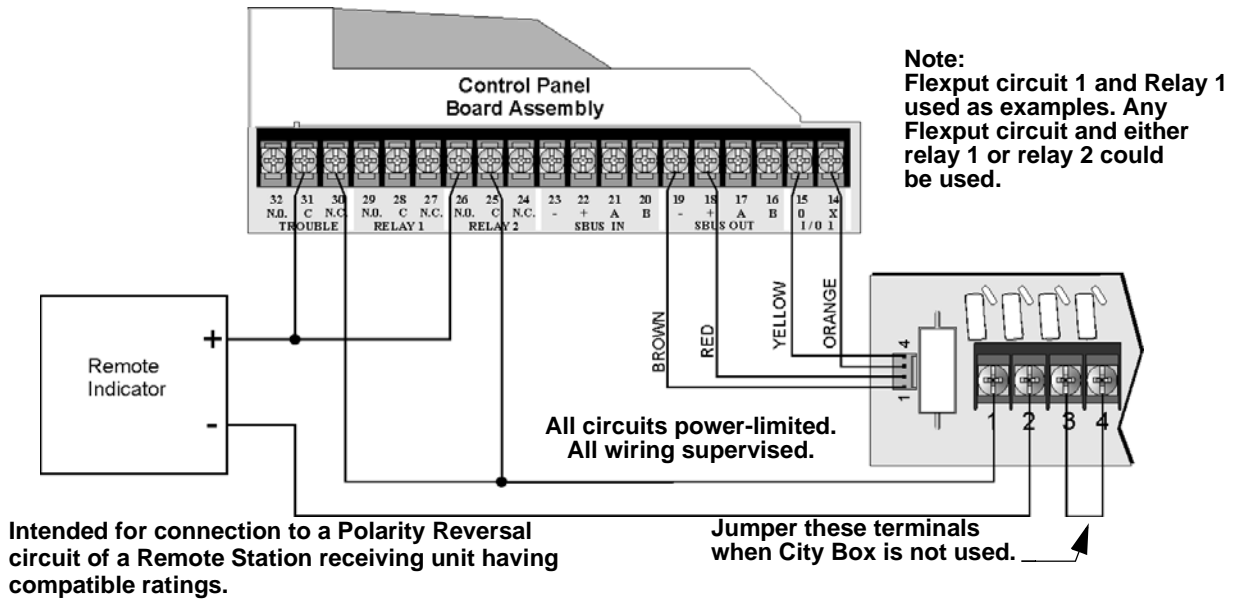 Control Panel
Board Assembly
Note:
Flexput circuit 1 and Relay 1
used as examples. Any
Flexput circuit and either
relay 1 or relay 2 could
be used.
32 31 30 29 28 27 26 25 24 23 22 21 20 19 18 17 16 15 14
N.O. C N.C. N.O. C N.C. N.O. C N.C. - + A B - + A B 0 X
TROUBLE RELAY 1 RELAY 2 SBUS IN SBUS OUT I/0 1
BROWN
RED
YELLOW
ORANGE
4
1
1 2 3 4
+
Remote
Indicator
-
All circuits power-limited.
All wiring supervised.
Intended for connection to a Polarity Reversal
circuit of a Remote Station receiving unit having
compatible ratings.
Jumper these terminals
when City Box is not used.